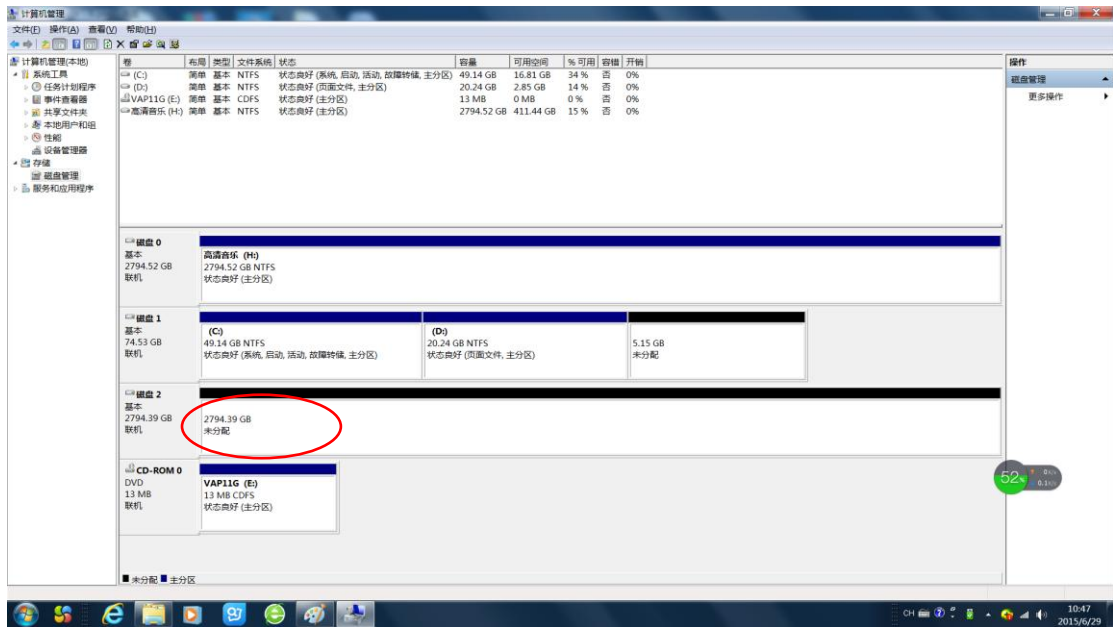 计算机管理
文件(F) 操作(A) 查看(V) 帮助(H)
计算机管理(本地)
系统工具
任务计划程序
事件查看器
共享文件夹
本地用户和组
性能
设备管理器
存储
磁盘管理
服务和应用程序
卷 布局 类型 文件系统 状态 容量 可用空间 % 可用 容错 开销
(C:) 简单 基本 NTFS 状态良好 (系统, 启动, 活动, 故障转储, 主分区) 49.14 GB 16.81 GB 34 % 否 0%
(D:) 简单 基本 NTFS 状态良好 (页面文件, 主分区) 20.24 GB 2.85 GB 14 % 否 0%
VAP11G (E:) 简单 基本 CDFS 状态良好 (主分区) 13 MB 0 MB 0 % 否 0%
高清音乐 (H:) 简单 基本 NTFS 状态良好 (主分区) 2794.52 GB 411.44 GB 15 % 否 0%
操作
磁盘管理
更多操作
磁盘 0
基本
2794.52 GB
联机
高清音乐 (H:)
2794.52 GB NTFS
状态良好 (主分区)
磁盘 1
基本
74.53 GB
联机
(C:)
49.14 GB NTFS
状态良好 (系统, 启动, 活动, 故障转储, 主分区)
(D:)
20.24 GB NTFS
状态良好 (页面文件, 主分区)
5.15 GB
未分配
磁盘 2
基本
2794.39 GB
联机
2794.39 GB
未分配
CD-ROM 0
DVD
13 MB
联机
VAP11G (E:)
13 MB CDFS
状态良好 (主分区)
52%
未分配 主分区
CH
10:47
2015/6/29